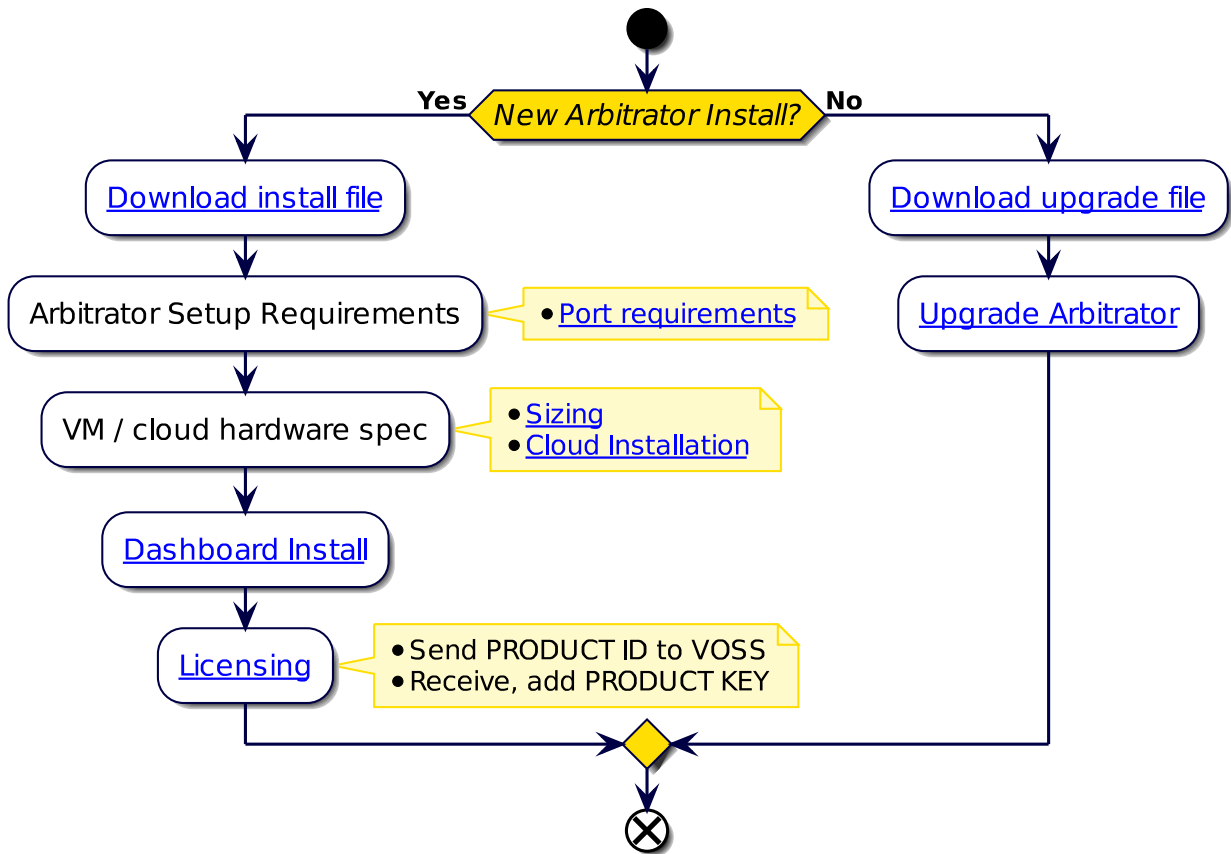 New Arbitrator Install?
Yes
No
Download install file
Download upgrade file
Arbitrator Setup Requirements
• Port requirements
Upgrade Arbitrator
VM / cloud hardware spec
• Sizing
• Cloud Installation
Dashboard Install
Licensing
• Send PRODUCT ID to VOSS
• Receive, add PRODUCT KEY